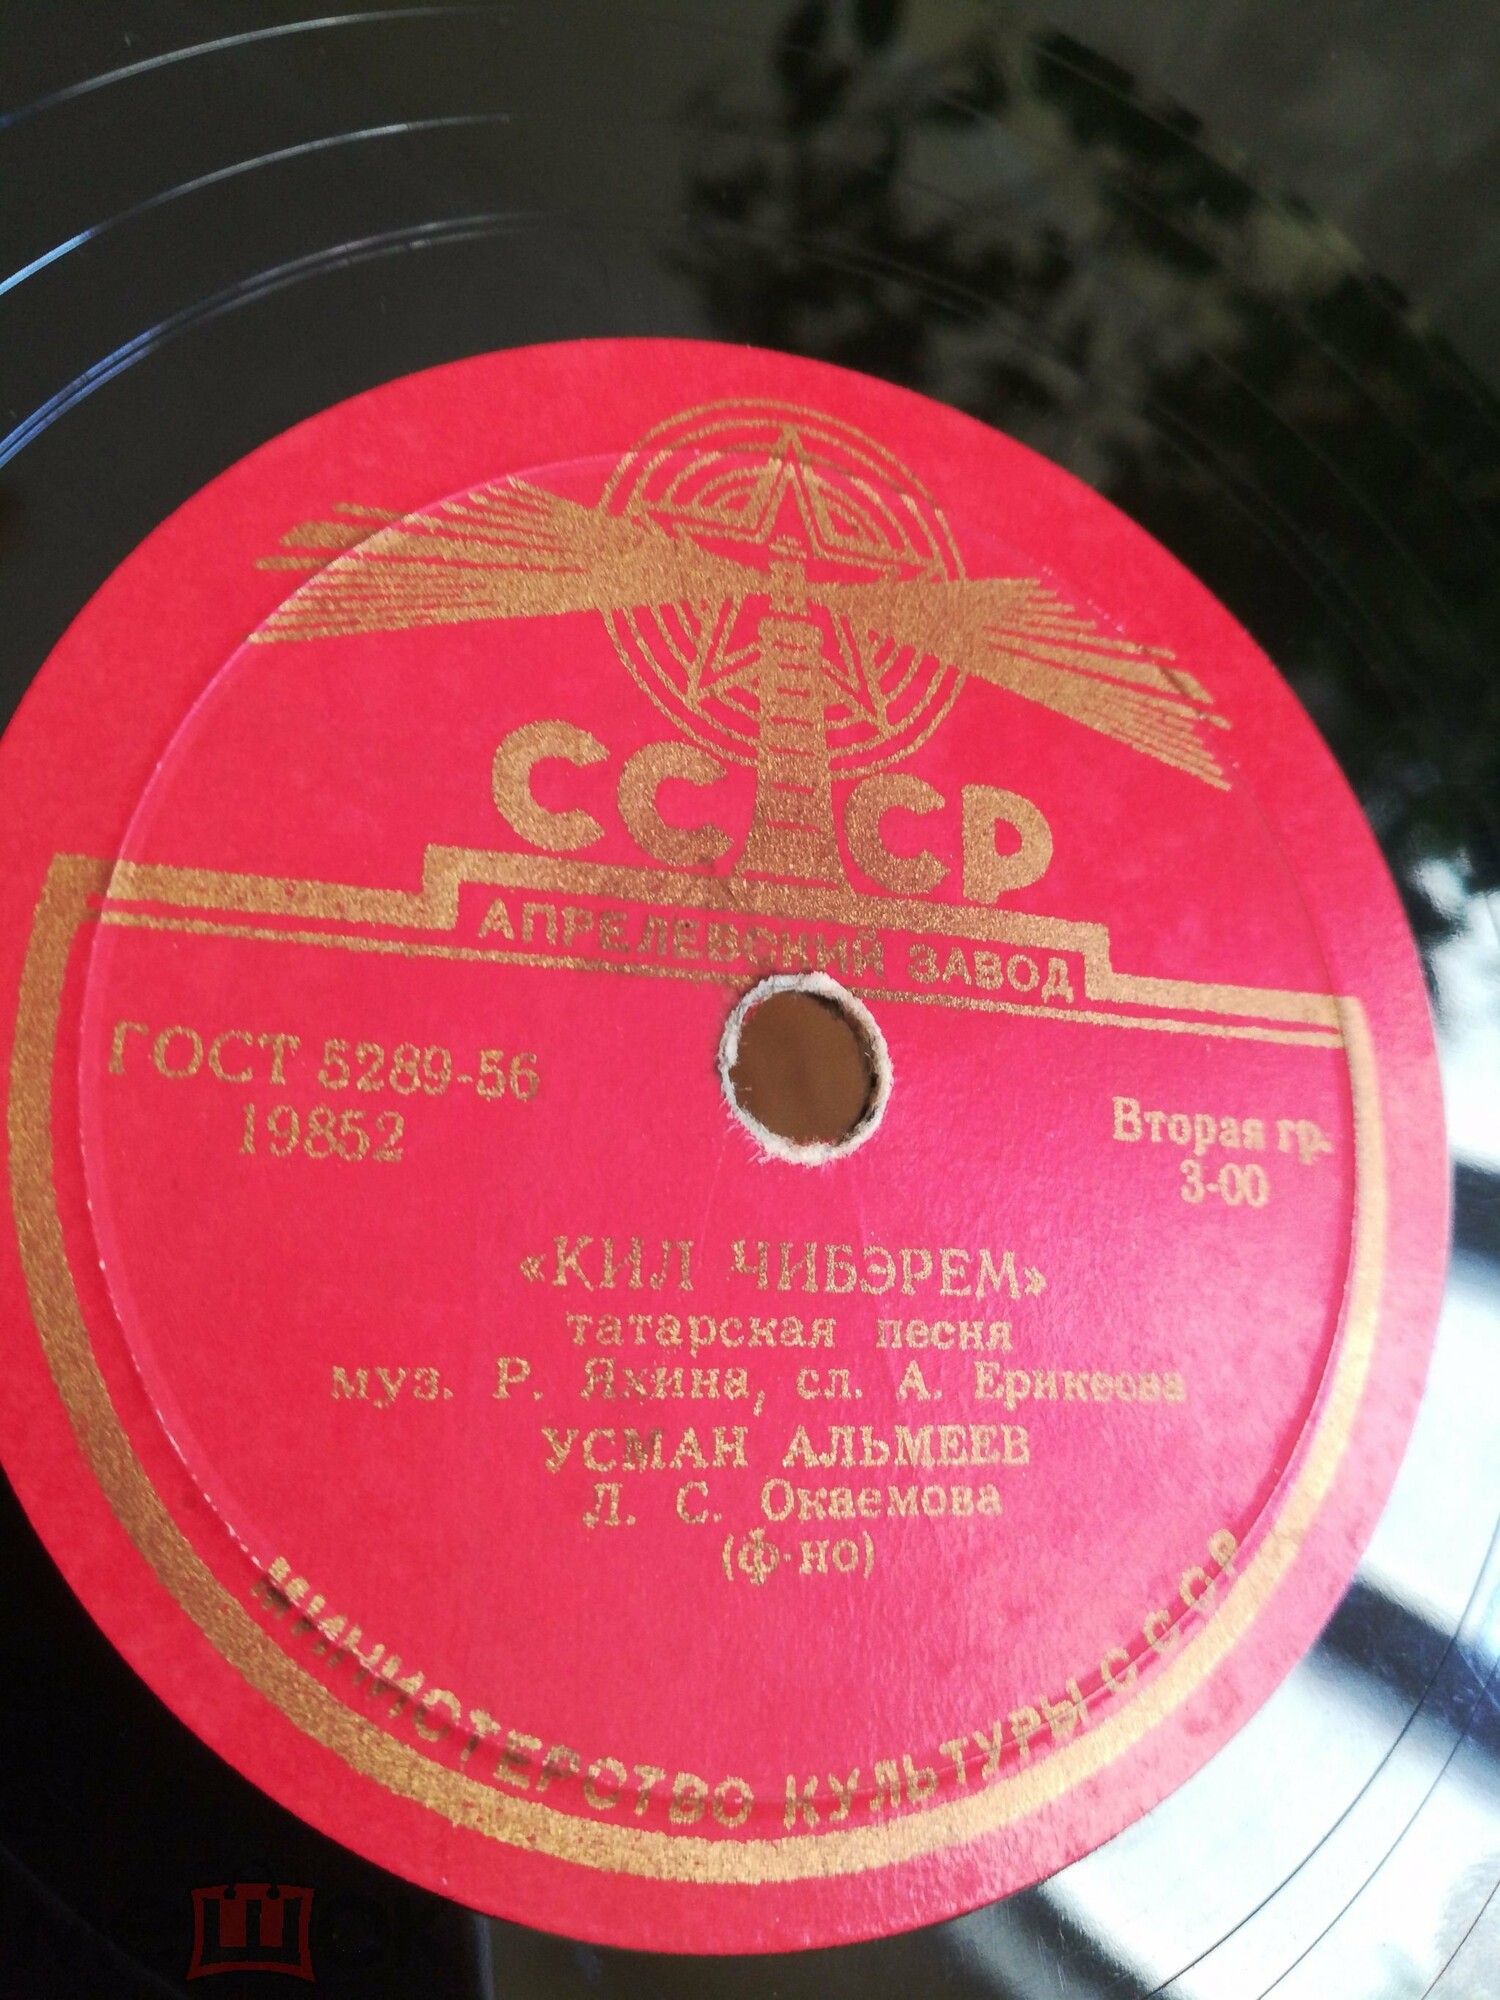 СССР
АПРЕЛЕВСКИЙ ЗАВОД
ГОСТ 5289-56
19852
Вторая гр.
3-00
«КИЛ ЧИБЭРЕМ»
татарская песня
муз. Р. Яхина, сл. А. Ерикеева
УСМАН АЛЬМЕЕВ
Л. С. Окаемова
(ф-но)
МИНИСТЕРСТВО КУЛЬТУРЫ СССР